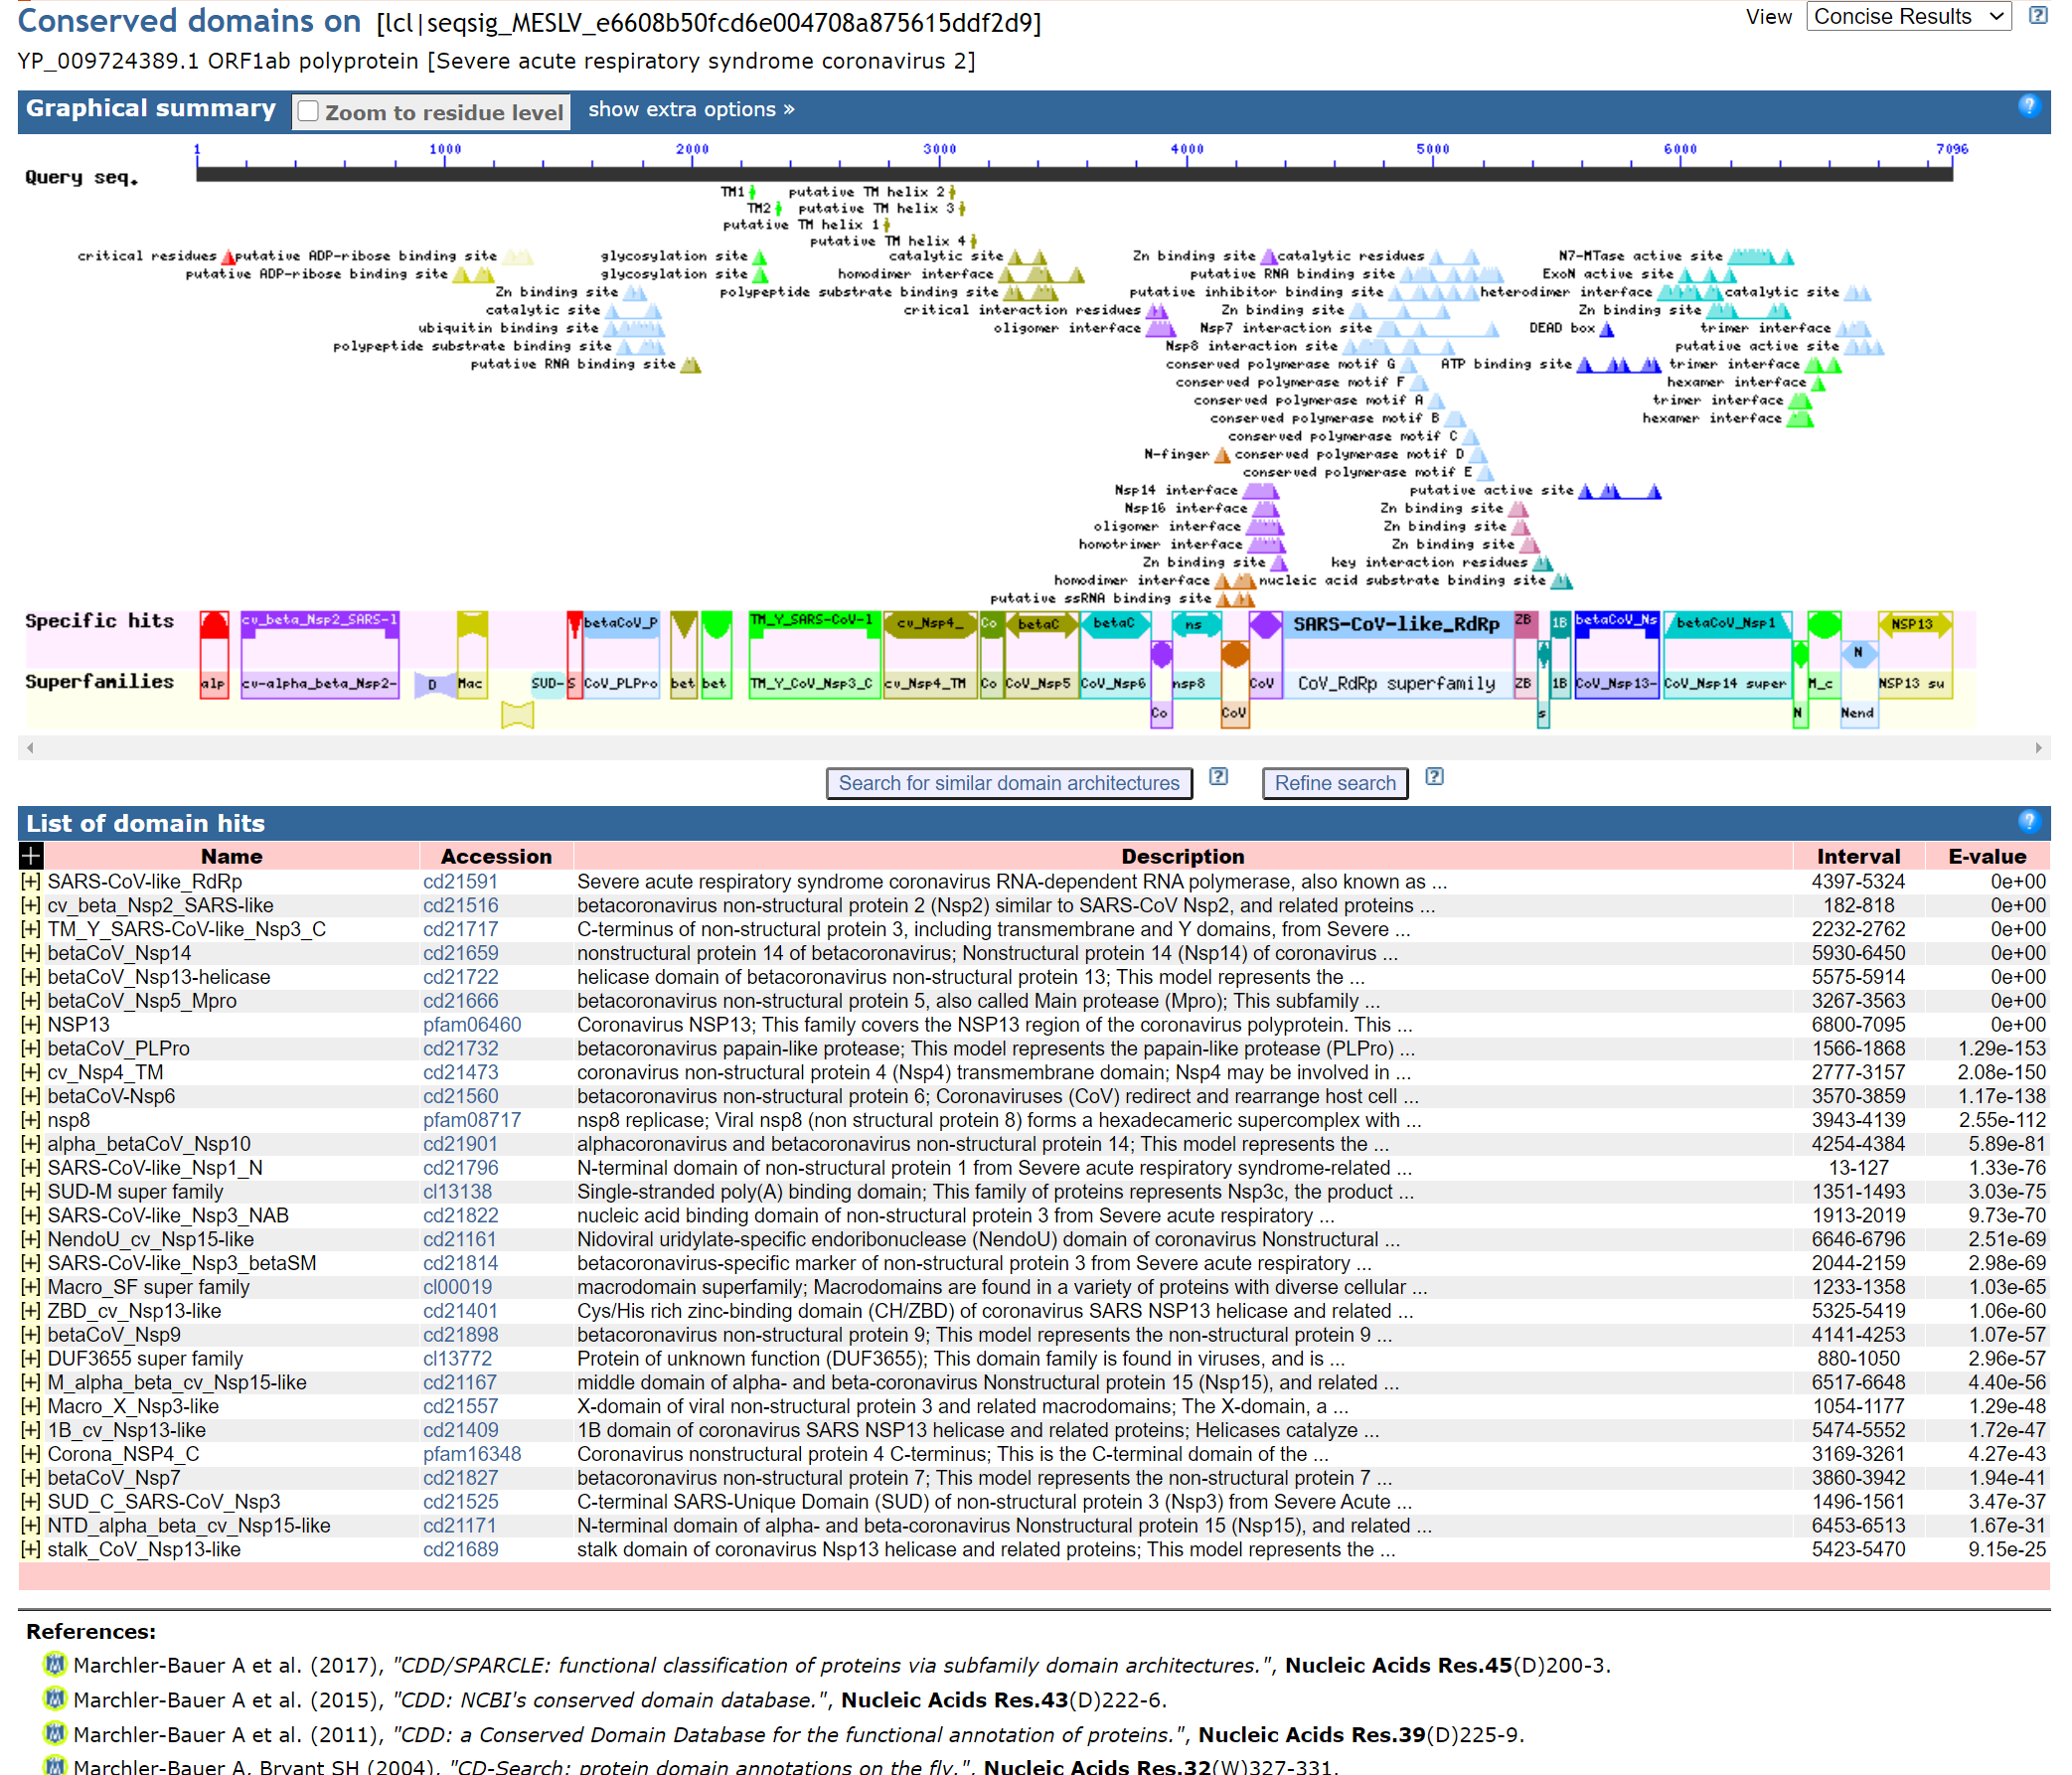 Conserved domains on [lcl|seqsig_MESLV_e6608b50fcd6e004708a875615ddf2d9]
View Concise Results ?
YP_009724389.1 ORF1ab polyprotein [Severe acute respiratory syndrome coronavirus 2]
Graphical summary Zoom to residue level show extra options » ?
1 1000 2000 3000 4000 5000 6000 7096
Query seq.
TM1 putative TM helix 2
TM2 putative TM helix 3
putative TM helix 1
putative TM helix 4
critical residues putative ADP-ribose binding site glycosylation site catalytic site Zn binding site catalytic residues N7-MTase active site
putative ADP-ribose binding site glycosylation site homodimer interface putative RNA binding site ExoN active site
Zn binding site polypeptide substrate binding site putative inhibitor binding site heterodimer interface catalytic site
catalytic site critical interaction residues Zn binding site Zn binding site
ubiquitin binding site oligomer interface Nsp7 interaction site DEAD box trimer interface
polypeptide substrate binding site Nsp8 interaction site putative active site
putative RNA binding site conserved polymerase motif G ATP binding site trimer interface
conserved polymerase motif F hexamer interface
conserved polymerase motif A trimer interface
conserved polymerase motif B hexamer interface
conserved polymerase motif C
N-finger conserved polymerase motif D
conserved polymerase motif E
Nsp14 interface putative active site
Nsp16 interface Zn binding site
oligomer interface Zn binding site
homotrimer interface Zn binding site
Zn binding site key interaction residues
homodimer interface nucleic acid substrate binding site
putative ssRNA binding site
Specific hits cv_beta_Nsp2_SARS-l betaCoV_P TM_Y_SARS-CoV-l cv_Nsp4_ Co betaC betaC ns SARS-CoV-like_RdRp ZB 1B betaCoV_Ns betaCoV_Nsp1 N NSP13
Superfamilies alp cv-alpha_beta_Nsp2- D Mac SUD- S CoV_PLPro bet bet TM_Y_CoV_Nsp3_C cv_Nsp4_TM Co CoV_Nsp5 CoV_Nsp6 nsp8 CoV CoV_RdRp superfamily ZB 1B CoV_Nsp13- CoV_Nsp14 super M_c NSP13 su
Co CoV s N Nend
Search for similar domain architectures ? Refine search ?
List of domain hits ?
+ Name Accession Description Interval E-value
[+] SARS-CoV-like_RdRp cd21591 Severe acute respiratory syndrome coronavirus RNA-dependent RNA polymerase, also known as ... 4397-5324 0e+00
[+] cv_beta_Nsp2_SARS-like cd21516 betacoronavirus non-structural protein 2 (Nsp2) similar to SARS-CoV Nsp2, and related proteins ... 182-818 0e+00
[+] TM_Y_SARS-CoV-like_Nsp3_C cd21717 C-terminus of non-structural protein 3, including transmembrane and Y domains, from Severe ... 2232-2762 0e+00
[+] betaCoV_Nsp14 cd21659 nonstructural protein 14 of betacoronavirus; Nonstructural protein 14 (Nsp14) of coronavirus ... 5930-6450 0e+00
[+] betaCoV_Nsp13-helicase cd21722 helicase domain of betacoronavirus non-structural protein 13; This model represents the ... 5575-5914 0e+00
[+] betaCoV_Nsp5_Mpro cd21666 betacoronavirus non-structural protein 5, also called Main protease (Mpro); This subfamily ... 3267-3563 0e+00
[+] NSP13 pfam06460 Coronavirus NSP13; This family covers the NSP13 region of the coronavirus polyprotein. This ... 6800-7095 0e+00
[+] betaCoV_PLPro cd21732 betacoronavirus papain-like protease; This model represents the papain-like protease (PLPro) ... 1566-1868 1.29e-153
[+] cv_Nsp4_TM cd21473 coronavirus non-structural protein 4 (Nsp4) transmembrane domain; Nsp4 may be involved in ... 2777-3157 2.08e-150
[+] betaCoV-Nsp6 cd21560 betacoronavirus non-structural protein 6; Coronaviruses (CoV) redirect and rearrange host cell ... 3570-3859 1.17e-138
[+] nsp8 pfam08717 nsp8 replicase; Viral nsp8 (non structural protein 8) forms a hexadecameric supercomplex with ... 3943-4139 2.55e-112
[+] alpha_betaCoV_Nsp10 cd21901 alphacoronavirus and betacoronavirus non-structural protein 14; This model represents the ... 4254-4384 5.89e-81
[+] SARS-CoV-like_Nsp1_N cd21796 N-terminal domain of non-structural protein 1 from Severe acute respiratory syndrome-related ... 13-127 1.33e-76
[+] SUD-M super family cl13138 Single-stranded poly(A) binding domain; This family of proteins represents Nsp3c, the product ... 1351-1493 3.03e-75
[+] SARS-CoV-like_Nsp3_NAB cd21822 nucleic acid binding domain of non-structural protein 3 from Severe acute respiratory ... 1913-2019 9.73e-70
[+] NendoU_cv_Nsp15-like cd21161 Nidoviral uridylate-specific endoribonuclease (NendoU) domain of coronavirus Nonstructural ... 6646-6796 2.51e-69
[+] SARS-CoV-like_Nsp3_betaSM cd21814 betacoronavirus-specific marker of non-structural protein 3 from Severe acute respiratory ... 2044-2159 2.98e-69
[+] Macro_SF super family cl00019 macrodomain superfamily; Macrodomains are found in a variety of proteins with diverse cellular ... 1233-1358 1.03e-65
[+] ZBD_cv_Nsp13-like cd21401 Cys/His rich zinc-binding domain (CH/ZBD) of coronavirus SARS NSP13 helicase and related ... 5325-5419 1.06e-60
[+] betaCoV_Nsp9 cd21898 betacoronavirus non-structural protein 9; This model represents the non-structural protein 9 ... 4141-4253 1.07e-57
[+] DUF3655 super family cl13772 Protein of unknown function (DUF3655); This domain family is found in viruses, and is ... 880-1050 2.96e-57
[+] M_alpha_beta_cv_Nsp15-like cd21167 middle domain of alpha- and beta-coronavirus Nonstructural protein 15 (Nsp15), and related ... 6517-6648 4.40e-56
[+] Macro_X_Nsp3-like cd21557 X-domain of viral non-structural protein 3 and related macrodomains; The X-domain, a ... 1054-1177 1.29e-48
[+] 1B_cv_Nsp13-like cd21409 1B domain of coronavirus SARS NSP13 helicase and related proteins; Helicases catalyze ... 5474-5552 1.72e-47
[+] Corona_NSP4_C pfam16348 Coronavirus nonstructural protein 4 C-terminus; This is the C-terminal domain of the ... 3169-3261 4.27e-43
[+] betaCoV_Nsp7 cd21827 betacoronavirus non-structural protein 7; This model represents the non-structural protein 7 ... 3860-3942 1.94e-41
[+] SUD_C_SARS-CoV_Nsp3 cd21525 C-terminal SARS-Unique Domain (SUD) of non-structural protein 3 (Nsp3) from Severe Acute ... 1496-1561 3.47e-37
[+] NTD_alpha_beta_cv_Nsp15-like cd21171 N-terminal domain of alpha- and beta-coronavirus Nonstructural protein 15 (Nsp15), and related ... 6453-6513 1.67e-31
[+] stalk_CoV_Nsp13-like cd21689 stalk domain of coronavirus Nsp13 helicase and related proteins; This model represents the ... 5423-5470 9.15e-25
References:
Marchler-Bauer A et al. (2017), "CDD/SPARCLE: functional classification of proteins via subfamily domain architectures.", Nucleic Acids Res.45(D)200-3.
Marchler-Bauer A et al. (2015), "CDD: NCBI's conserved domain database.", Nucleic Acids Res.43(D)222-6.
Marchler-Bauer A et al. (2011), "CDD: a Conserved Domain Database for the functional annotation of proteins.", Nucleic Acids Res.39(D)225-9.
Marchler-Bauer A, Bryant SH (2004), "CD-Search: protein domain annotations on the fly.", Nucleic Acids Res.32(W)327-331.